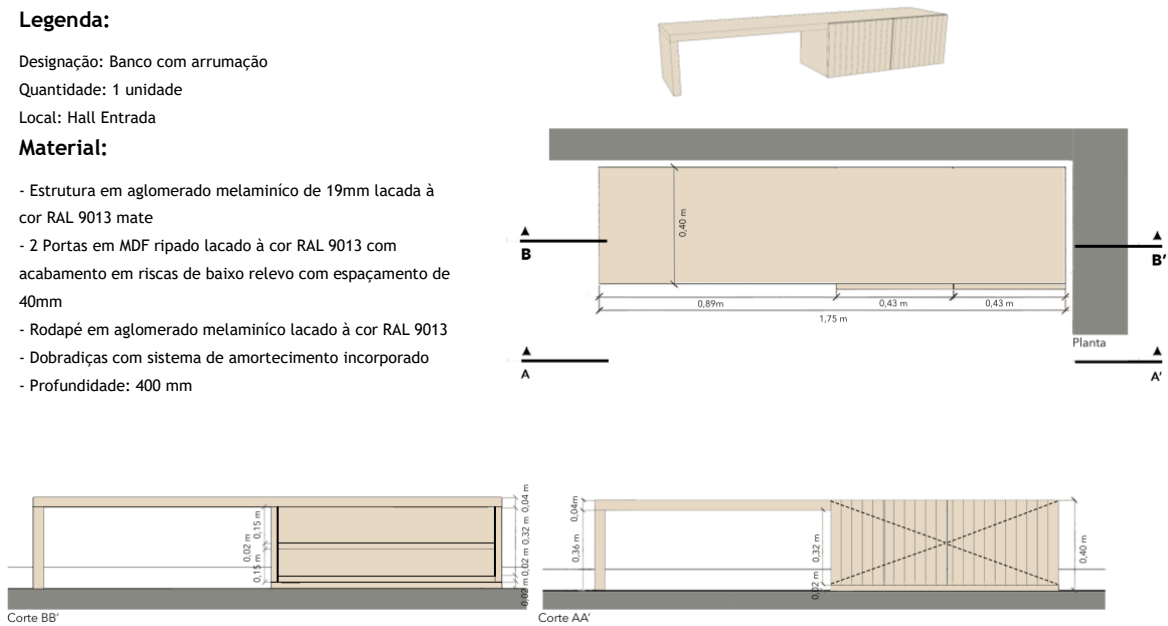 Legenda:
Designação: Banco com arrumação
Quantidade: 1 unidade
Local: Hall Entrada
Material:
- Estrutura em aglomerado melaminíco de 19mm lacada à
cor RAL 9013 mate
- 2 Portas em MDF ripado lacado à cor RAL 9013 com
acabamento em riscas de baixo relevo com espaçamento de
40mm
- Rodapé em aglomerado melaminíco lacado à cor RAL 9013
- Dobradiças com sistema de amortecimento incorporado
- Profundidade: 400 mm
0,40 m
B
B'
0,89m
0,43 m
0,43 m
1,75 m
Planta
A
A'
0,15 m
0,02 m
0,15 m
0,04 m
0,32 m
0,02 m
0,02 m
Corte BB'
0,04m
0,36 m
0,32 m
0,02 m
0,40 m
Corte AA'